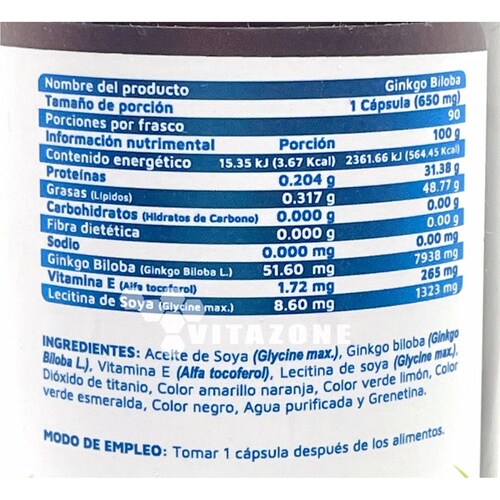 Nombre del producto Ginkgo Biloba
Tamaño de porción 1 Cápsula (650 mg)
Porciones por frasco 90
Información nutrimental Porción 100 g
Contenido energético 15.35 kJ (3.67 Kcal) 2361.66 kJ (564.45 Kcal)
Proteínas 0.204 g 31.38 g
Grasas (Lípidos) 0.317 g 48.77 g
Carbohidratos (Hidratos de Carbono) 0.000 g 0.00 g
Fibra dietética 0.000 g 0.00 g
Sodio 0.000 mg 0.00 mg
Ginkgo Biloba (Ginkgo Biloba L.) 51.60 mg 7938 mg
Vitamina E (Alfa tocoferol) 1.72 mg 265 mg
Lecitina de Soya (Glycine max.) 8.60 mg 1323 mg
VITAZONE
INGREDIENTES: Aceite de Soya (Glycine max.), Ginkgo biloba (Ginkgo
Biloba L.), Vitamina E (Alfa tocoferol), Lecitina de soya (Glycine max.),
Dióxido de titanio, Color amarillo naranja, Color verde limón, Color
verde esmeralda, Color negro, Agua purificada y Grenetina.
MODO DE EMPLEO: Tomar 1 cápsula después de los alimentos.